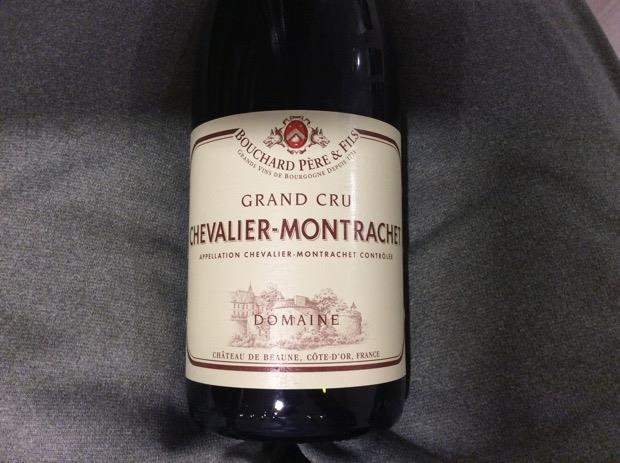 BOUCHARD PÈRE & FILS
GRANDS VINS DE BOURGOGNE DEPUIS 1731
GRAND CRU
CHEVALIER-MONTRACHET
APPELLATION CHEVALIER-MONTRACHET CONTRÔLÉE
DOMAINE
CHÂTEAU DE BEAUNE, CÔTE-D'OR, FRANCE